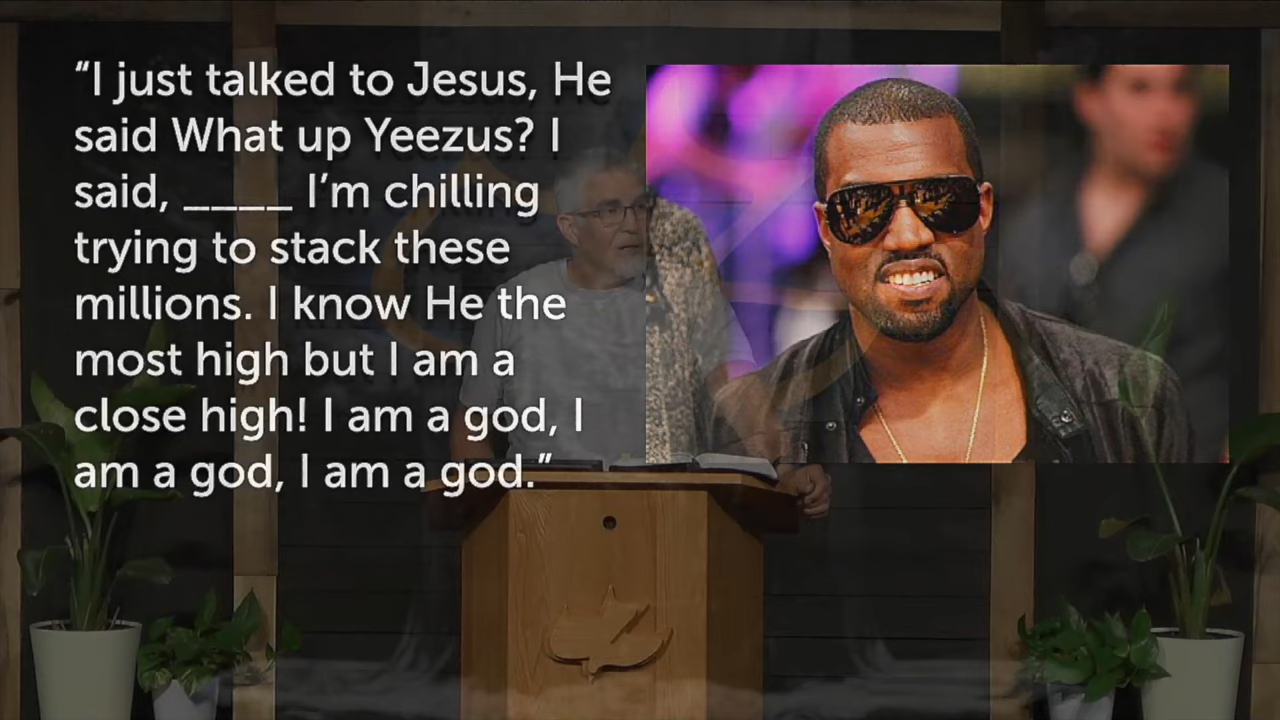 “I just talked to Jesus, He
said What up Yeezus? I
said, ____ I’m chilling
trying to stack these
millions. I know He the
most high but I am a
close high! I am a god, I
am a god, I am a god.”